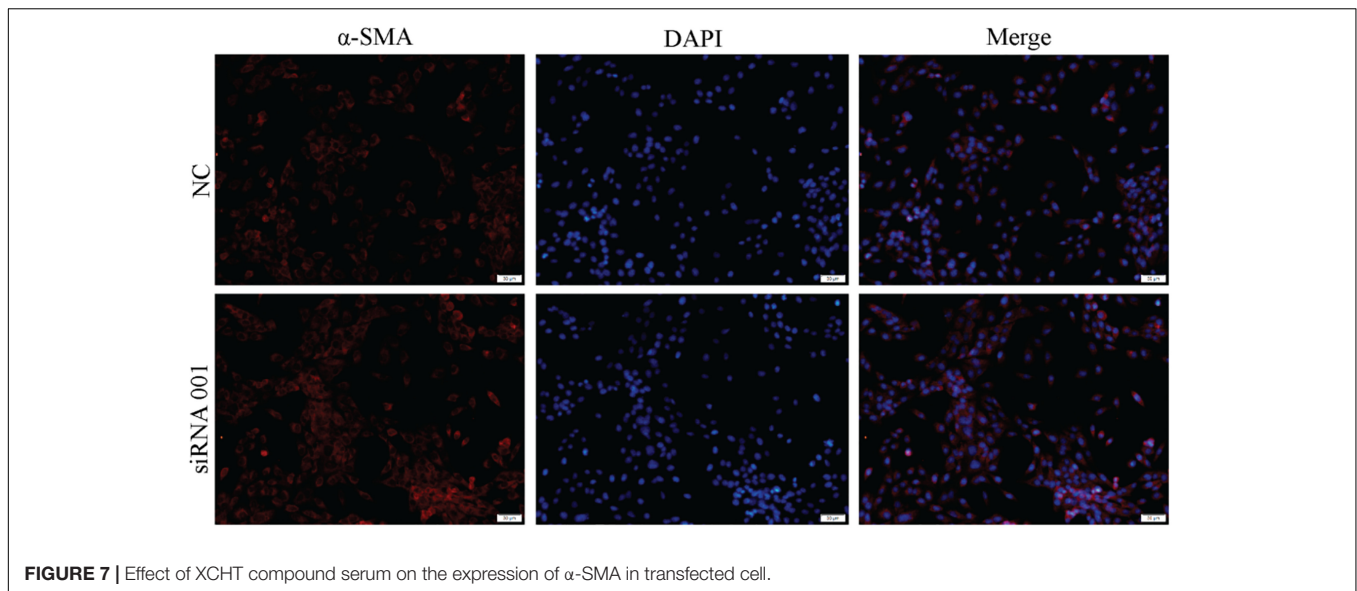 α-SMA DAPI Merge
NC
siRNA 001
FIGURE 7 | Effect of XCHT compound serum on the expression of α-SMA in transfected cell.